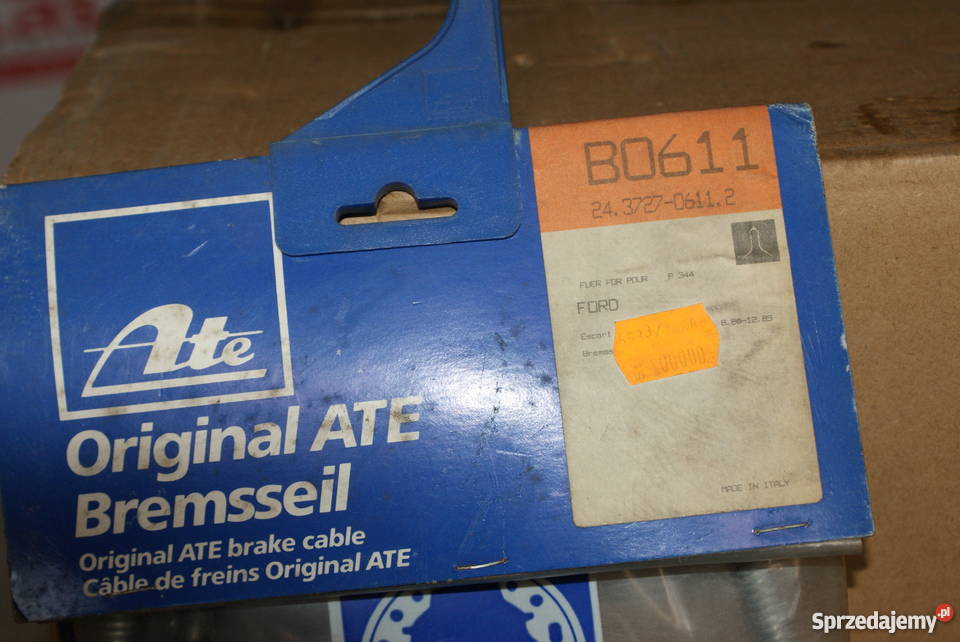 Ate
Original ATE
Bremsseil
Original ATE brake cable
Câble de freins Original ATE
BO611
24.3727-0611.2
FUER FOR POUR P 344
FORD
Escort 8.80-12.85
MADE IN ITALY
Sprzedajemy.pl